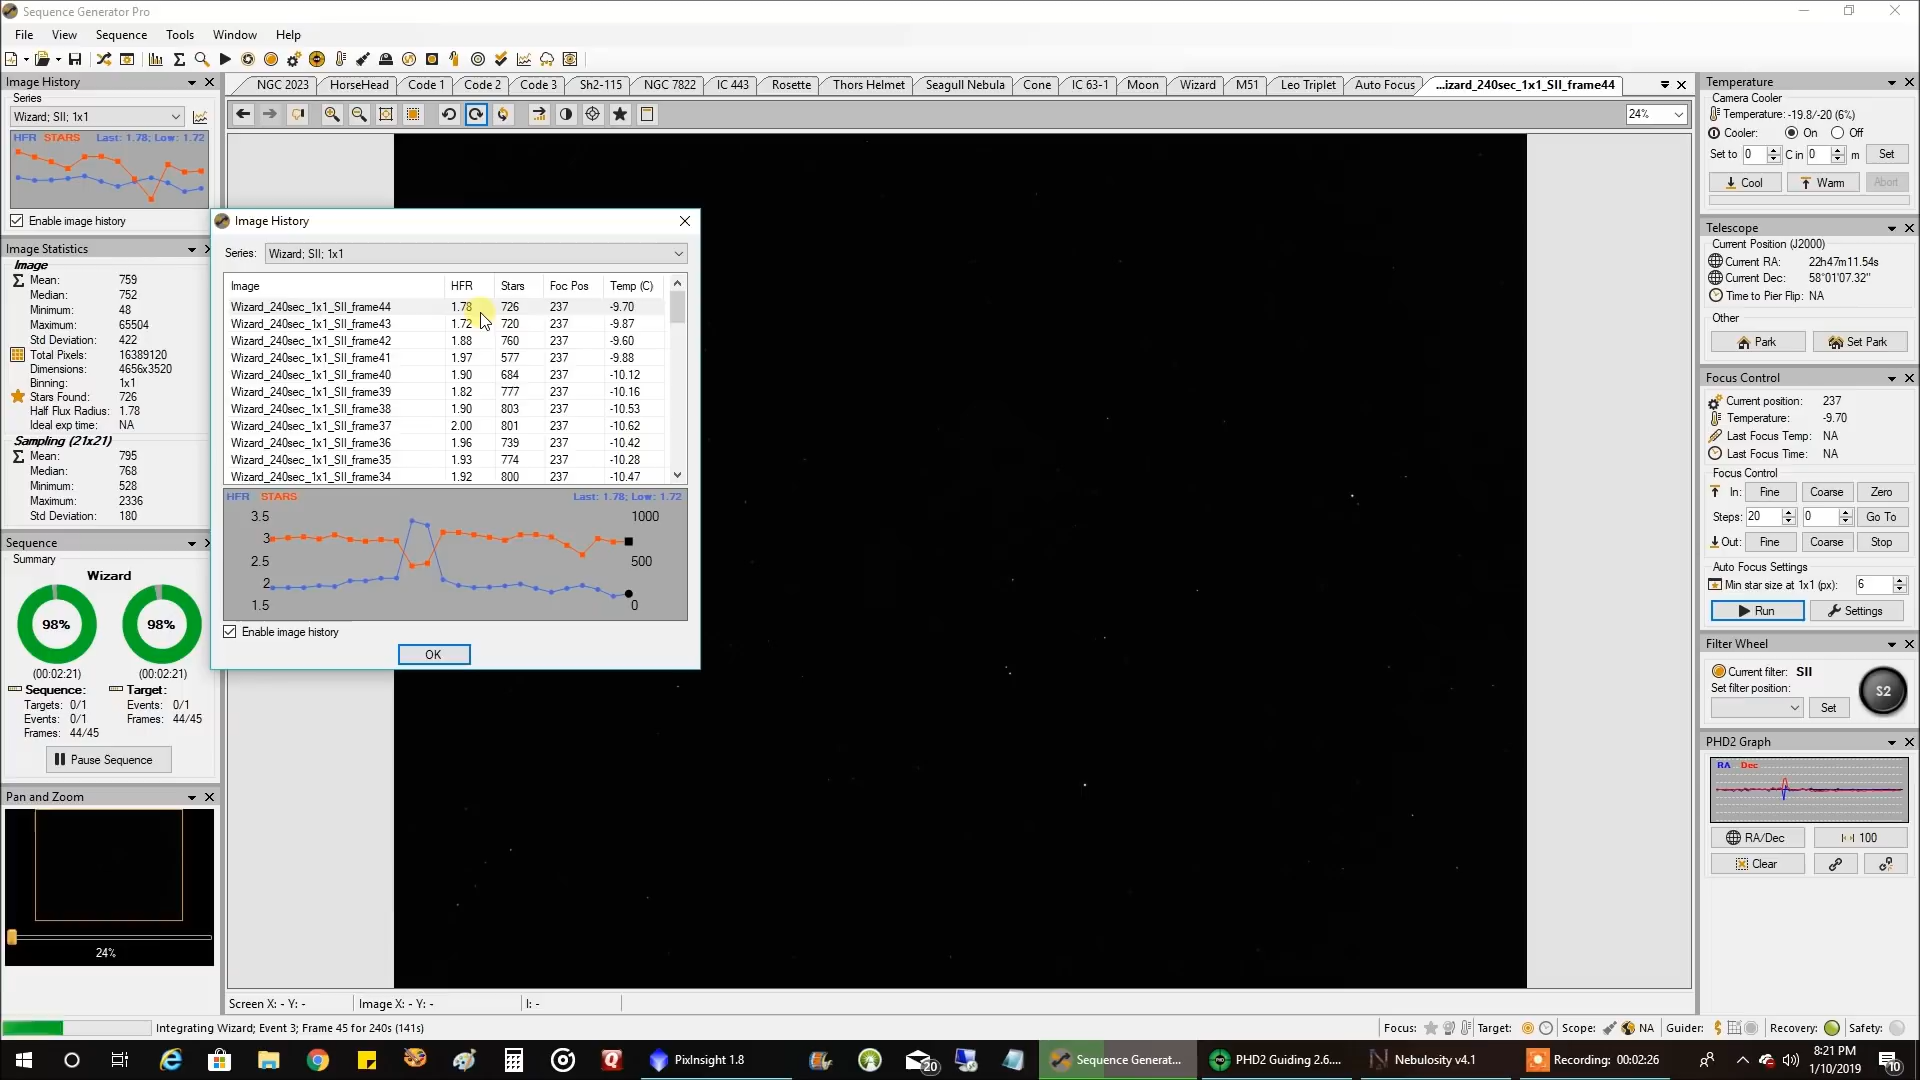 Sequence Generator Pro
File View Sequence Tools Window Help
Image History
Series
Wizard; SII; 1x1
HFR STARS Last: 1.78; Low: 1.72
Enable image history
Image Statistics
Image
Mean: 759
Median: 752
Minimum: 48
Maximum: 65504
Std Deviation: 422
Total Pixels: 16389120
Dimensions: 4656x3520
Binning: 1x1
Stars Found: 726
Half Flux Radius: 1.78
Ideal exp time: NA
Sampling (21x21)
Mean: 795
Median: 768
Minimum: 528
Maximum: 2336
Std Deviation: 180
Sequence
Summary
Wizard
98% 98%
(00:02:21) (00:02:21)
Sequence: Target:
Targets: 0/1 Events: 0/1
Events: 0/1 Frames: 44/45
Frames: 44/45
Pause Sequence
Pan and Zoom
24%
NGC 2023 HorseHead Code 1 Code 2 Code 3 Sh2-115 NGC 7822 IC 443 Rosette Thors Helmet Seagull Nebula Cone IC 63-1 Moon Wizard M51 Leo Triplet Auto Focus ...izard_240sec_1x1_SII_frame44
24%
Image History
Series: Wizard; SII; 1x1
Image HFR Stars Foc Pos Temp (C)
Wizard_240sec_1x1_SII_frame44 1.78 726 237 -9.70
Wizard_240sec_1x1_SII_frame43 1.72 720 237 -9.87
Wizard_240sec_1x1_SII_frame42 1.88 760 237 -9.60
Wizard_240sec_1x1_SII_frame41 1.97 577 237 -9.88
Wizard_240sec_1x1_SII_frame40 1.90 684 237 -10.12
Wizard_240sec_1x1_SII_frame39 1.82 777 237 -10.16
Wizard_240sec_1x1_SII_frame38 1.90 803 237 -10.53
Wizard_240sec_1x1_SII_frame37 2.00 801 237 -10.62
Wizard_240sec_1x1_SII_frame36 1.96 739 237 -10.42
Wizard_240sec_1x1_SII_frame35 1.93 774 237 -10.28
Wizard_240sec_1x1_SII_frame34 1.92 800 237 -10.47
HFR STARS Last: 1.78; Low: 1.72
3.5 1000
3
2.5 500
2
1.5 0
Enable image history
OK
Screen X: - Y: - Image X: - Y: - I: -
Temperature
Camera Cooler
Temperature: -19.8/-20 (6%)
Cooler: On Off
Set to 0 C in 0 m Set
Cool Warm Abort
Telescope
Current Position (J2000)
Current RA: 22h47m11.54s
Current Dec: 58°01'07.32"
Time to Pier Flip: NA
Other
Park Set Park
Focus Control
Current position: 237
Temperature: -9.70
Last Focus Temp: NA
Last Focus Time: NA
Focus Control
In: Fine Coarse Zero
Steps: 20 0 Go To
Out: Fine Coarse Stop
Auto Focus Settings
Min star size at 1x1 (px): 6
Run Settings
Filter Wheel
Current filter: SII
Set filter position:
Set
S2
PHD2 Graph
RA Dec
RA/Dec 100
Clear
Integrating Wizard; Event 3; Frame 45 for 240s (141s)
Focus: Target: Scope: NA Guider: Recovery: Safety:
PixInsight 1.8 20 Sequence Generat... PHD2 Guiding 2.6.... Nebulosity v4.1 Recording: 00:02:26
8:21 PM
1/10/2019
10